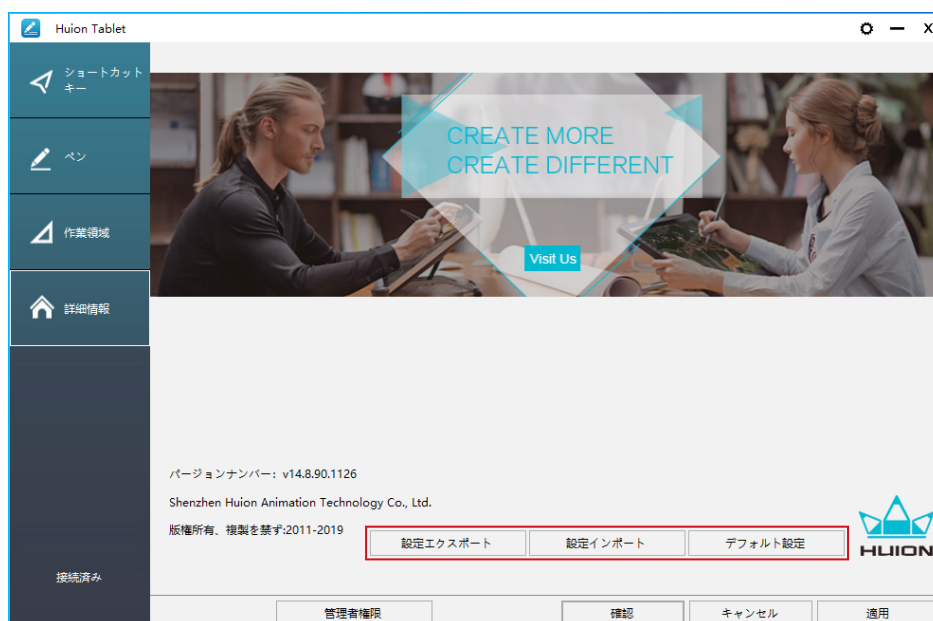 Huion Tablet
X
ショートカット
キー
ペン
作業領域
詳細情報
CREATE MORE
CREATE DIFFERENT
Visit Us
バージョンナンバー: v14.8.90.1126
Shenzhen Huion Animation Technology Co., Ltd.
版権所有、複製を禁ず:2011-2019
設定エクスポート
設定インポート
デフォルト設定
HUION
接続済み
管理者権限
確認
キャンセル
適用